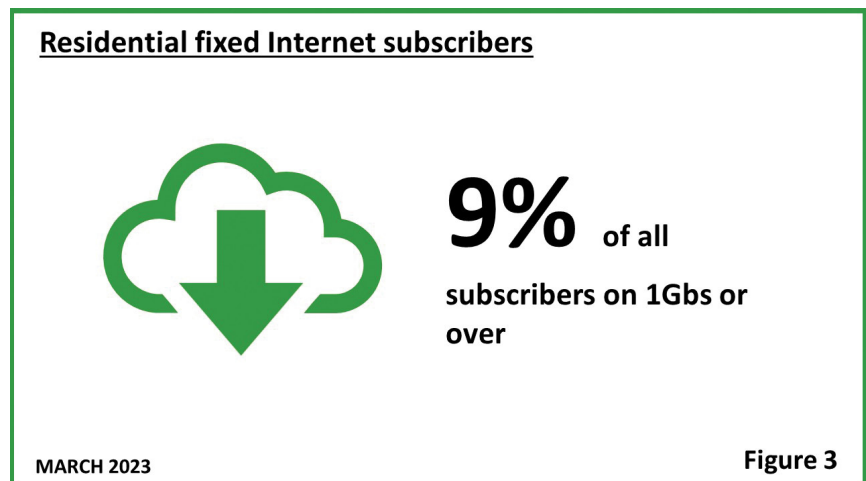 Residential fixed Internet subscribers
9% of all
subscribers on 1Gbs or
over
MARCH 2023
Figure 3